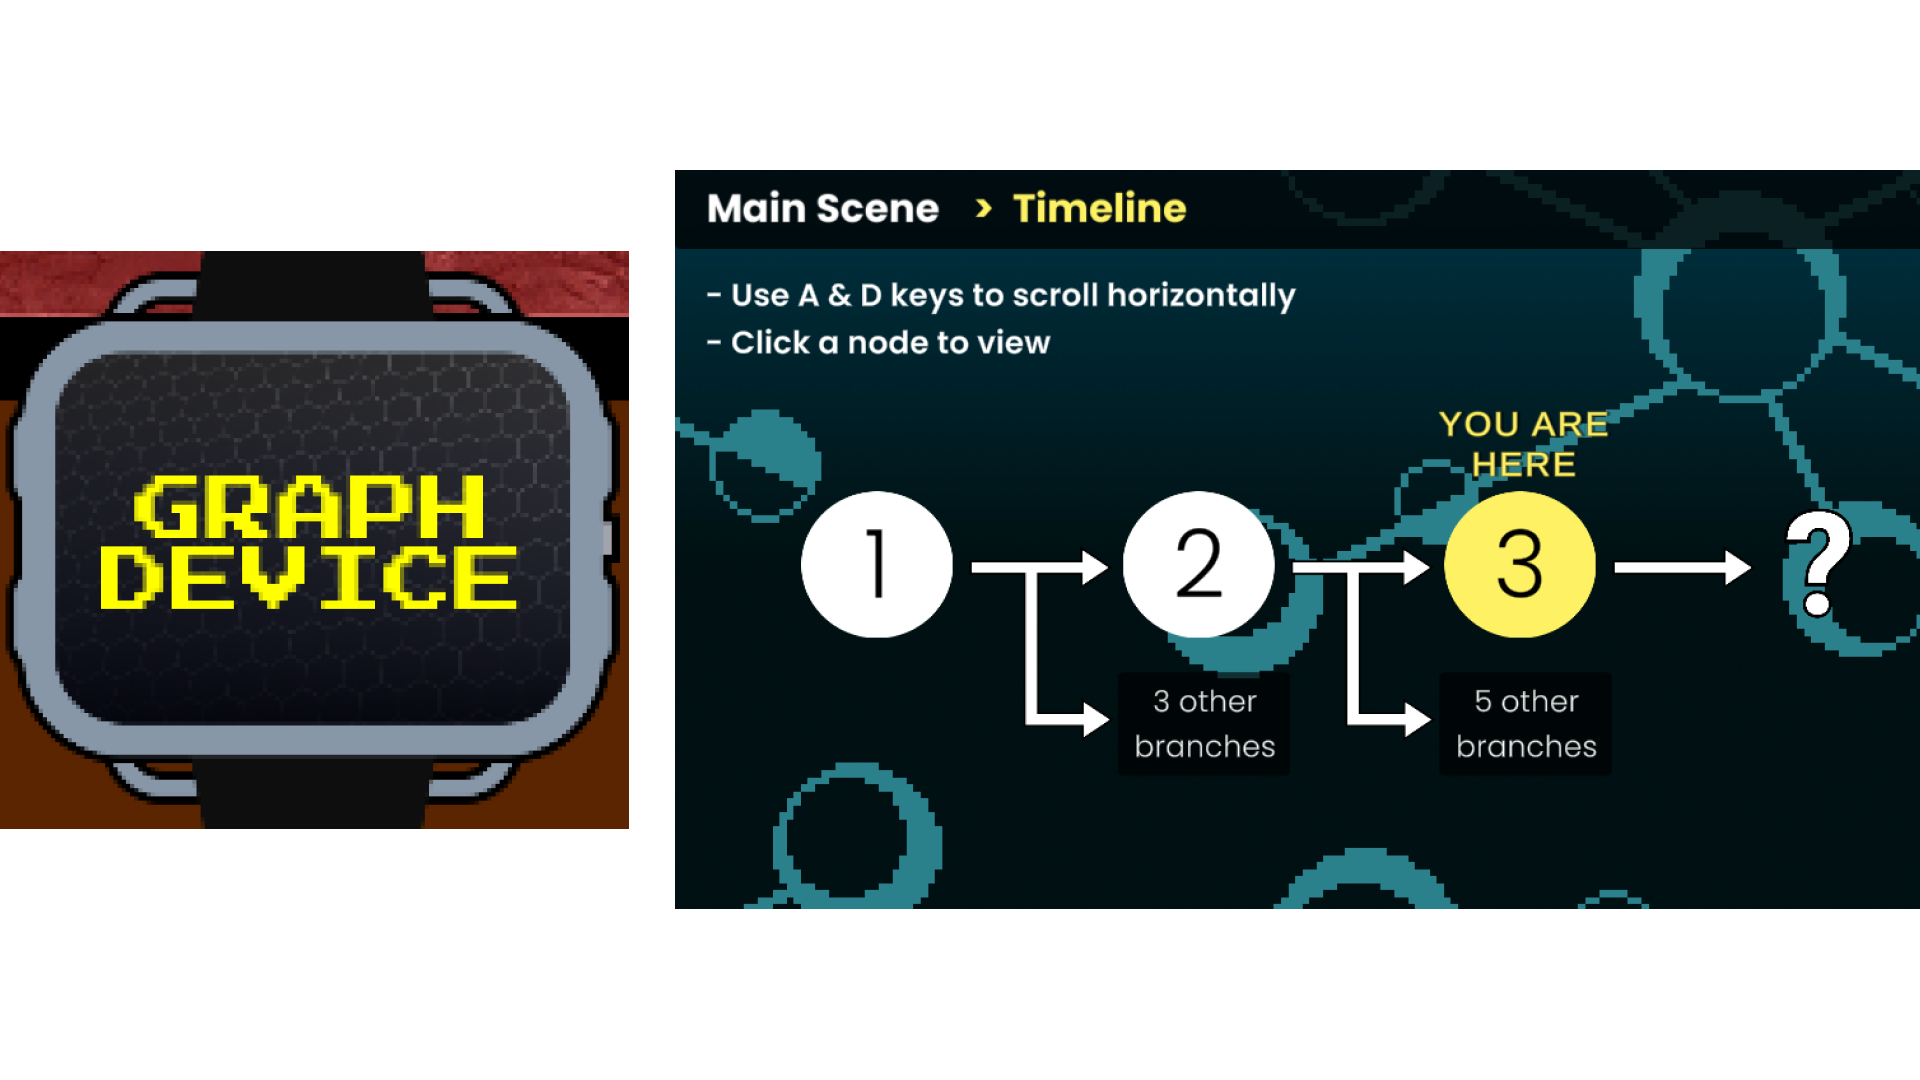 GRAPH
DEVICE
Main Scene > Timeline
- Use A & D keys to scroll horizontally
- Click a node to view
YOU ARE
HERE
1
2
3
?
3 other
branches
5 other
branches